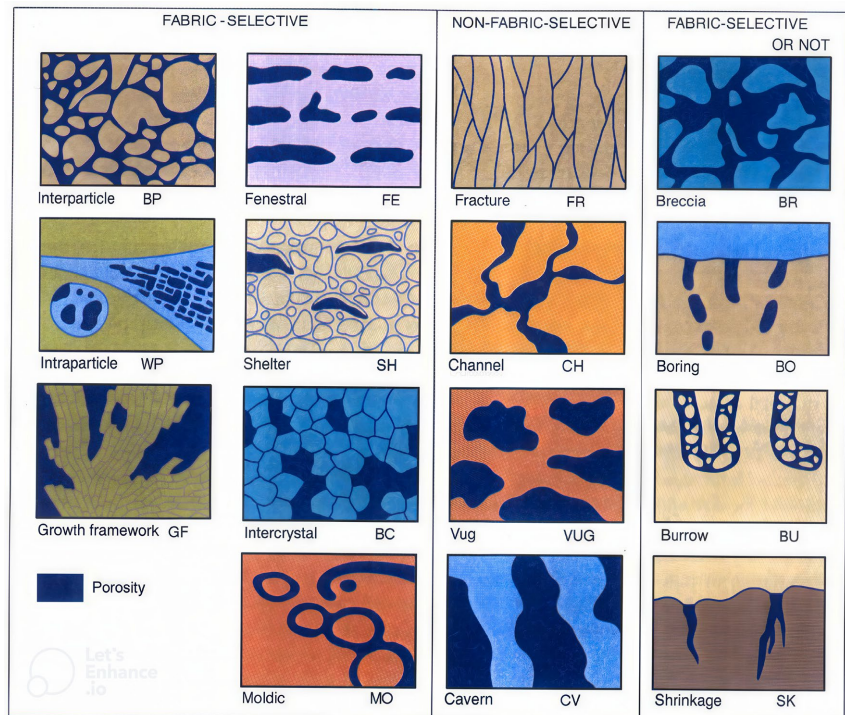 FABRIC - SELECTIVE
NON-FABRIC-SELECTIVE
FABRIC-SELECTIVE
OR NOT
Interparticle BP
Fenestral FE
Fracture FR
Breccia BR
Intraparticle WP
Shelter SH
Channel CH
Boring BO
Growth framework GF
Intercrystal BC
Vug VUG
Burrow BU
Porosity
Moldic MO
Cavern CV
Shrinkage SK
Let's
Enhance
.io